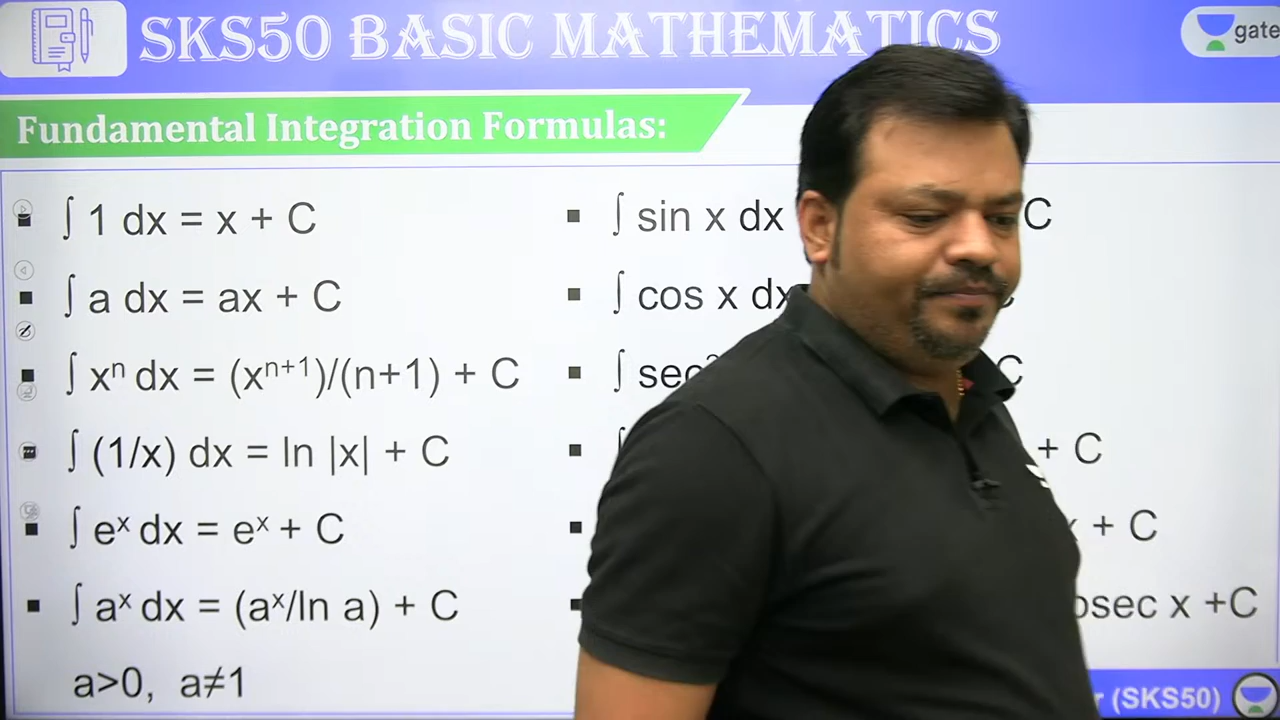 SKS50 BASIC MATHEMATICS
gate
Fundamental Integration Formulas:
▪ ∫ 1 dx = x + C
▪ ∫ a dx = ax + C
▪ ∫ xⁿ dx = (xⁿ⁺¹)/(n+1) + C
▪ ∫ (1/x) dx = ln |x| + C
▪ ∫ eˣ dx = eˣ + C
▪ ∫ aˣ dx = (aˣ/ln a) + C
a>0, a≠1
▪ ∫ sin x dx C
▪ ∫ cos x dx
▪ ∫ sec² C
+ C
+ C
x +C
(SKS50)